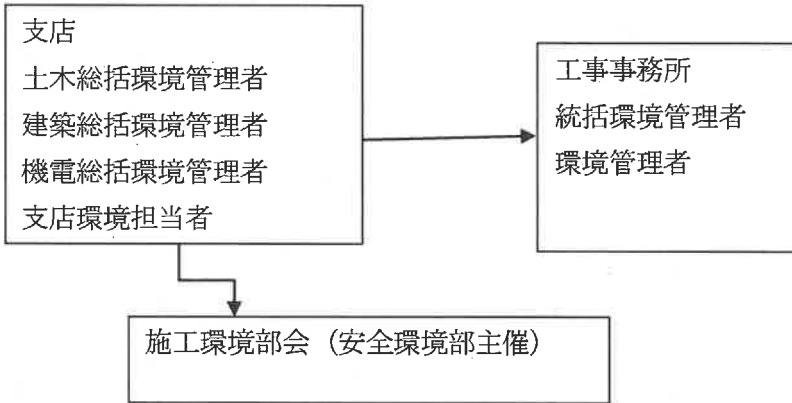 支店
土木総括環境管理者
建築総括環境管理者
機電総括環境管理者
支店環境担当者
工事事務所
統括環境管理者
環境管理者
施工環境部会（安全環境部主催）